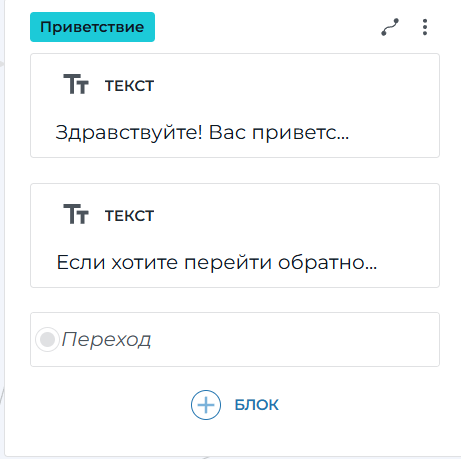 Приветствие
ТЕКСТ
Здравствуйте! Вас приветс...
ТЕКСТ
Если хотите перейти обратно...
Переход
БЛОК